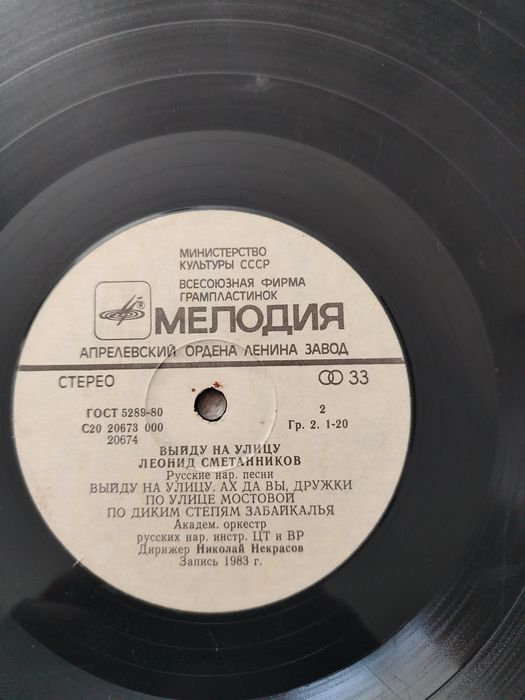 МИНИСТЕРСТВО
КУЛЬТУРЫ СССР
ВСЕСОЮЗНАЯ ФИРМА
ГРАМПЛАСТИНОК
МЕЛОДИЯ
АПРЕЛЕВСКИЙ ОРДЕНА ЛЕНИНА ЗАВОД
СТЕРЕО 33
ГОСТ 5289-80 2
С20 20673 000 Гр. 2. 1-20
20674
ВЫЙДУ НА УЛИЦУ
ЛЕОНИД СМЕТАННИКОВ
Русские нар. песни
ВЫЙДУ НА УЛИЦУ. АХ ДА ВЫ, ДРУЖКИ
ПО УЛИЦЕ МОСТОВОЙ
ПО ДИКИМ СТЕПЯМ ЗАБАЙКАЛЬЯ
Академ. оркестр
русских нар. инстр. ЦТ и ВР
Дирижер Николай Некрасов
Запись 1983 г.